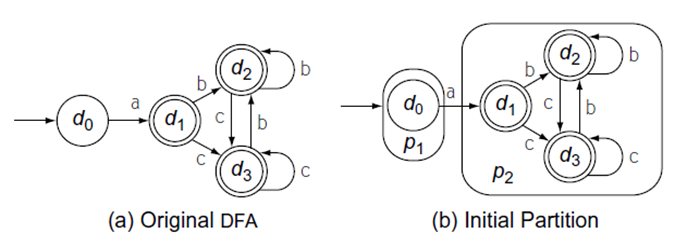 d0
a
d1
b
c
d2
b
c
b
d3
c
(a) Original DFA
d0
p1
a
d1
b
c
d2
b
c
b
d3
c
p2
(b) Initial Partition